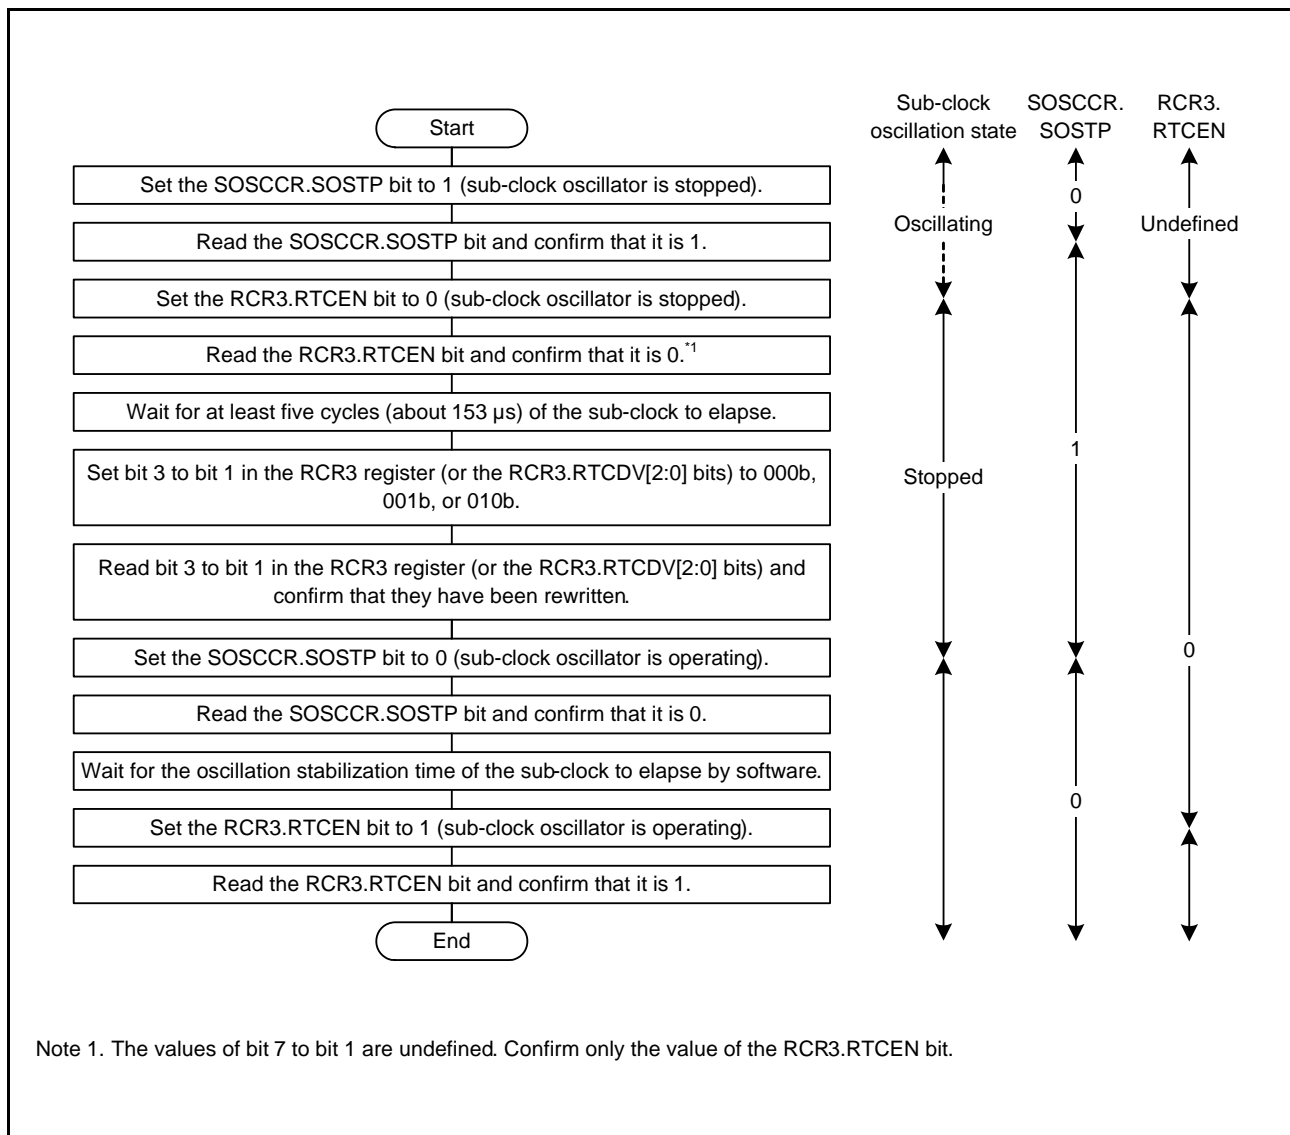 Start
Set the SOSCCR.SOSTP bit to 1 (sub-clock oscillator is stopped).
Read the SOSCCR.SOSTP bit and confirm that it is 1.
Set the RCR3.RTCEN bit to 0 (sub-clock oscillator is stopped).
Read the RCR3.RTCEN bit and confirm that it is 0.*1
Wait for at least five cycles (about 153 µs) of the sub-clock to elapse.
Set bit 3 to bit 1 in the RCR3 register (or the RCR3.RTCDV[2:0] bits) to 000b,
001b, or 010b.
Read bit 3 to bit 1 in the RCR3 register (or the RCR3.RTCDV[2:0] bits) and
confirm that they have been rewritten.
Set the SOSCCR.SOSTP bit to 0 (sub-clock oscillator is operating).
Read the SOSCCR.SOSTP bit and confirm that it is 0.
Wait for the oscillation stabilization time of the sub-clock to elapse by software.
Set the RCR3.RTCEN bit to 1 (sub-clock oscillator is operating).
Read the RCR3.RTCEN bit and confirm that it is 1.
End
Sub-clock
oscillation state
Oscillating
Stopped
SOSCCR.
SOSTP
0
1
0
RCR3.
RTCEN
Undefined
0
Note 1. The values of bit 7 to bit 1 are undefined. Confirm only the value of the RCR3.RTCEN bit.